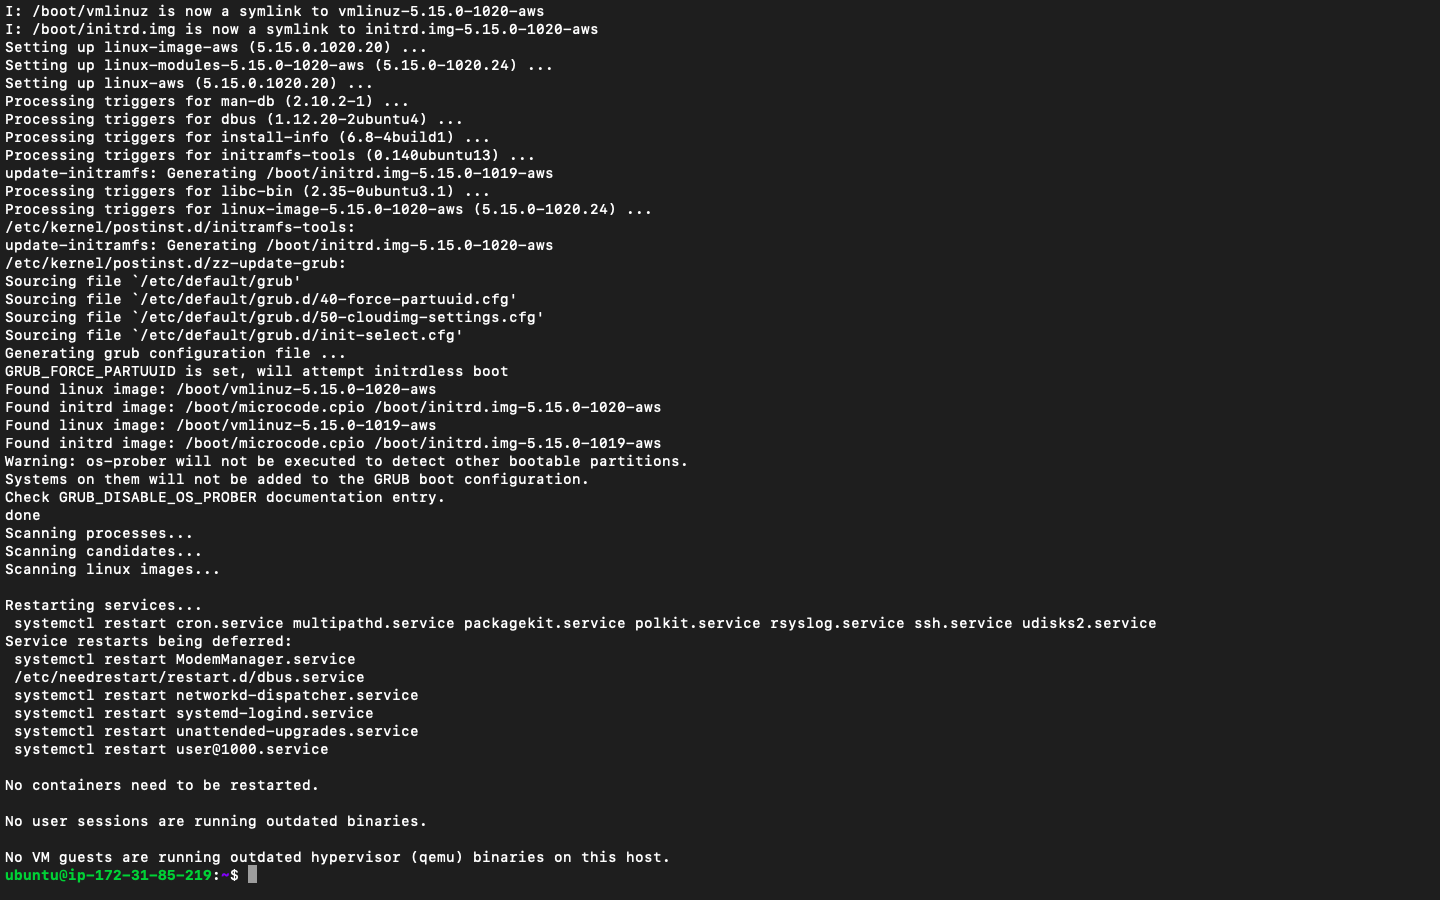 I: /boot/vmlinuz is now a symlink to vmlinuz-5.15.0-1020-aws
I: /boot/initrd.img is now a symlink to initrd.img-5.15.0-1020-aws
Setting up linux-image-aws (5.15.0.1020.20) ...
Setting up linux-modules-5.15.0-1020-aws (5.15.0-1020.24) ...
Setting up linux-aws (5.15.0.1020.20) ...
Processing triggers for man-db (2.10.2-1) ...
Processing triggers for dbus (1.12.20-2ubuntu4) ...
Processing triggers for install-info (6.8-4build1) ...
Processing triggers for initramfs-tools (0.140ubuntu13) ...
update-initramfs: Generating /boot/initrd.img-5.15.0-1019-aws
Processing triggers for libc-bin (2.35-0ubuntu3.1) ...
Processing triggers for linux-image-5.15.0-1020-aws (5.15.0-1020.24) ...
/etc/kernel/postinst.d/initramfs-tools:
update-initramfs: Generating /boot/initrd.img-5.15.0-1020-aws
/etc/kernel/postinst.d/zz-update-grub:
Sourcing file `/etc/default/grub'
Sourcing file `/etc/default/grub.d/40-force-partuuid.cfg'
Sourcing file `/etc/default/grub.d/50-cloudimg-settings.cfg'
Sourcing file `/etc/default/grub.d/init-select.cfg'
Generating grub configuration file ...
GRUB_FORCE_PARTUUID is set, will attempt initrdless boot
Found linux image: /boot/vmlinuz-5.15.0-1020-aws
Found initrd image: /boot/microcode.cpio /boot/initrd.img-5.15.0-1020-aws
Found linux image: /boot/vmlinuz-5.15.0-1019-aws
Found initrd image: /boot/microcode.cpio /boot/initrd.img-5.15.0-1019-aws
Warning: os-prober will not be executed to detect other bootable partitions.
Systems on them will not be added to the GRUB boot configuration.
Check GRUB_DISABLE_OS_PROBER documentation entry.
done
Scanning processes...
Scanning candidates...
Scanning linux images...
Restarting services...
 systemctl restart cron.service multipathd.service packagekit.service polkit.service rsyslog.service ssh.service udisks2.service
Service restarts being deferred:
 systemctl restart ModemManager.service
 /etc/needrestart/restart.d/dbus.service
 systemctl restart networkd-dispatcher.service
 systemctl restart systemd-logind.service
 systemctl restart unattended-upgrades.service
 systemctl restart user@1000.service
No containers need to be restarted.
No user sessions are running outdated binaries.
No VM guests are running outdated hypervisor (qemu) binaries on this host.
ubuntu@ip-172-31-85-219:~$